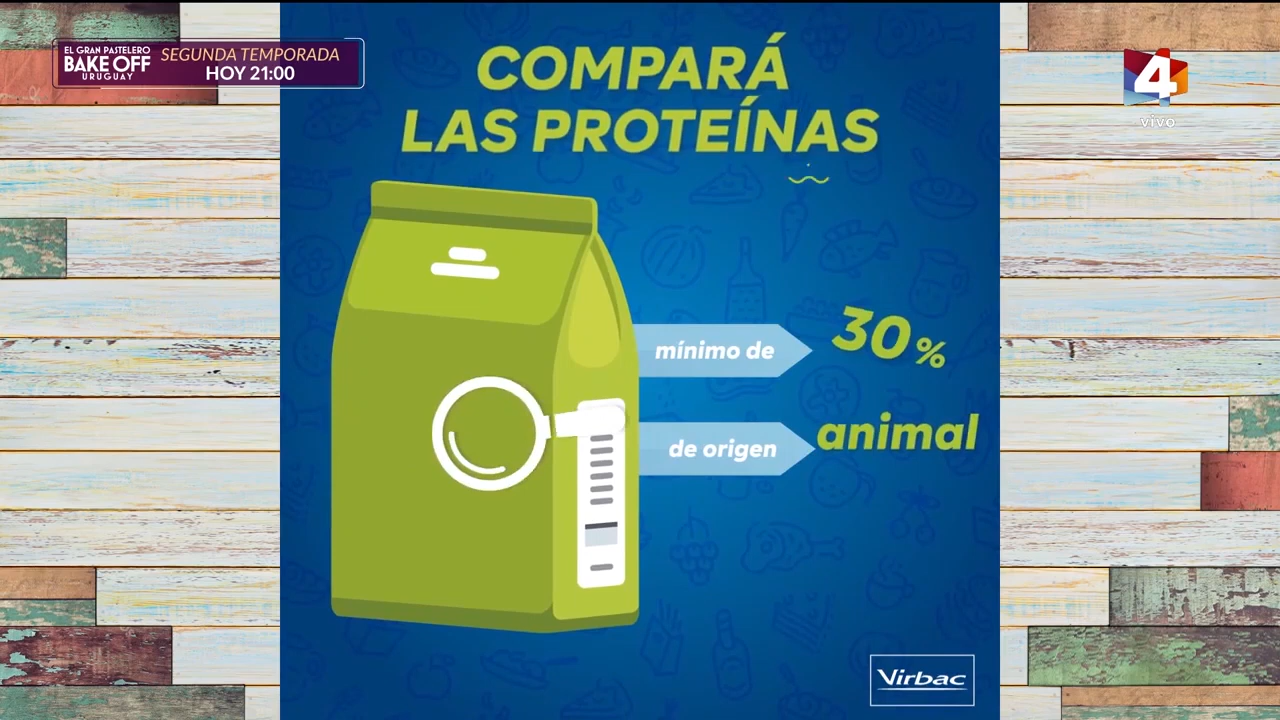 EL GRAN PASTELERO
BAKE OFF
URUGUAY
SEGUNDA TEMPORADA
HOY 21:00
4
vivo
COMPARÁ
LAS PROTEÍNAS
mínimo de
30%
de origen
animal
Virbac